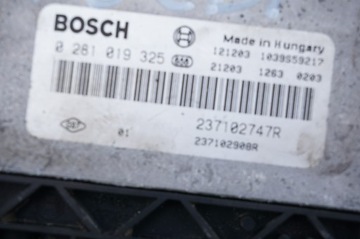 BOSCH
Made in Hungary
0 281 019 325
121203 1039S59217
21203 1263 0203
01
237102747R
237102908R